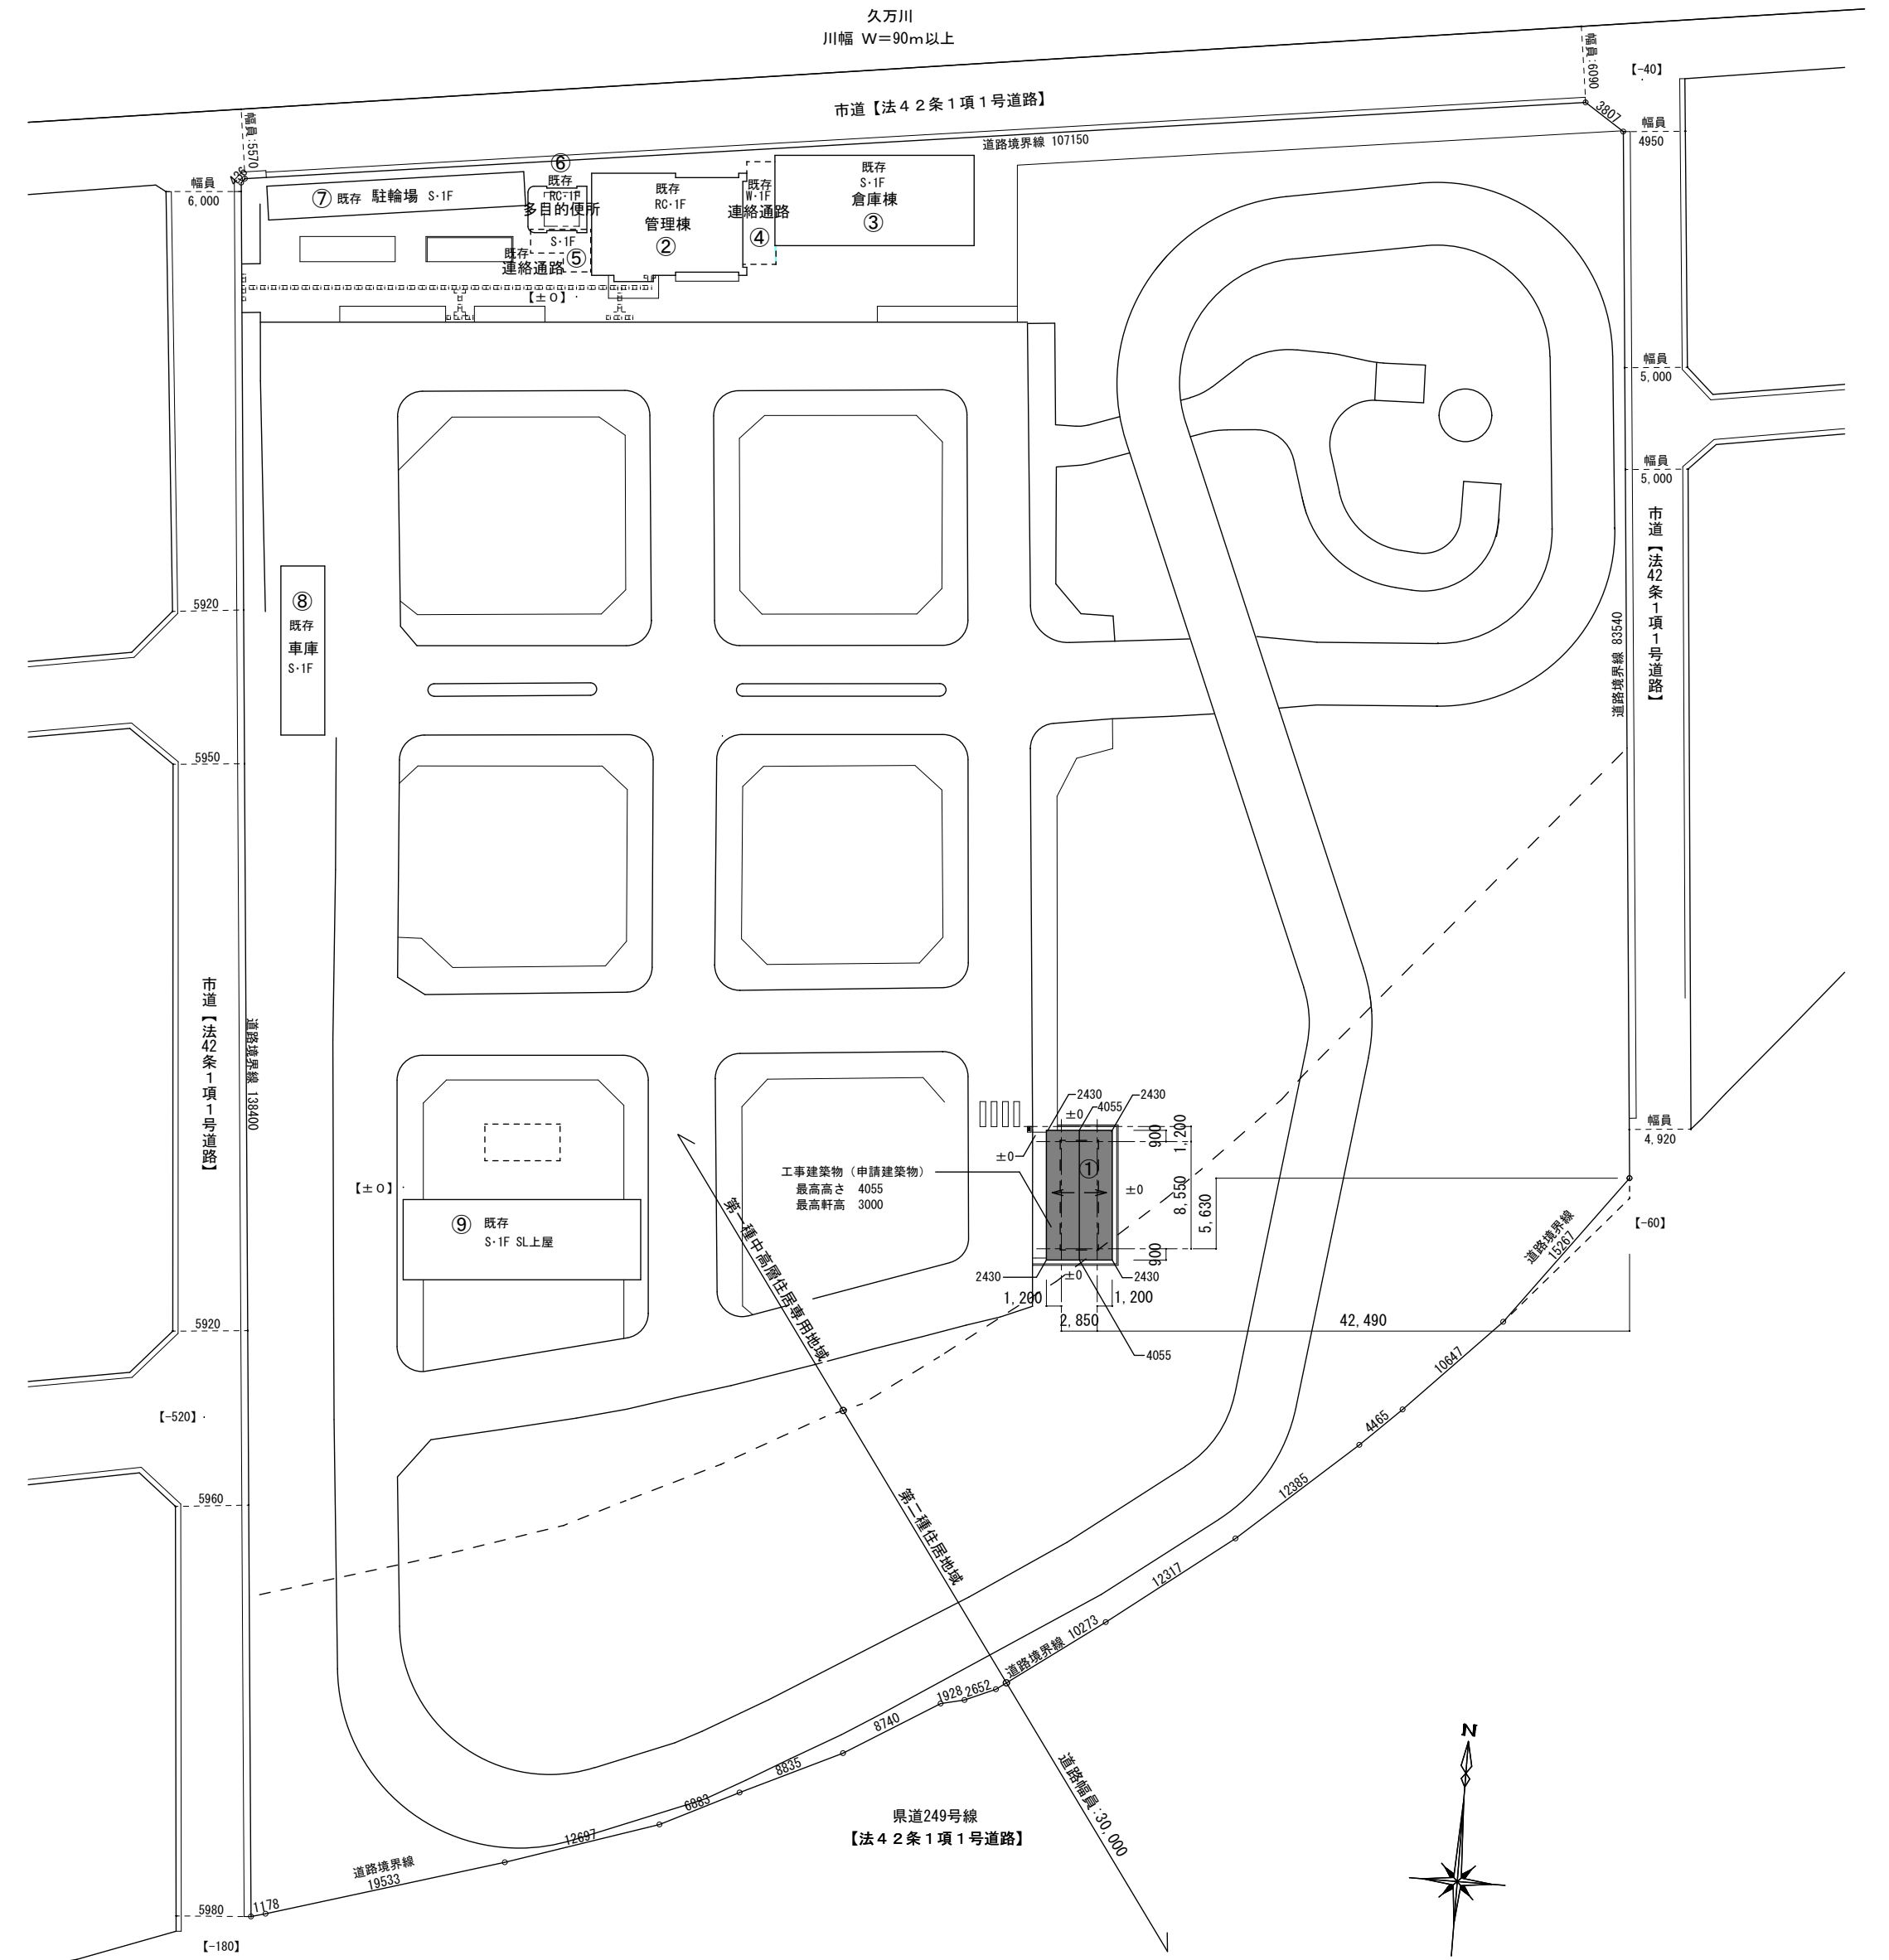 久万川
川幅 W＝90m以上
幅員:6090
【-40】
市道【法４２条１項１号道路】
3807
幅員
4950
道路境界線 107150
幅員:5570
436
幅員
6,000
⑦ 既存 駐輪場 S·1F
⑥
既存
RC·1F
多目的便所
S·1F
既存
⑤
連絡通路
既存
RC·1F
管理棟
②
既存
W·1F
連絡通路
④
既存
S·1F
倉庫棟
③
【±０】
幅員
5,000
幅員
5,000
市道【法42条１項１号道路】
道路境界線 83540
5920
⑧
既存
車庫
S·1F
5950
市道【法42条１項１号道路】
道路境界線 138400
幅員
4,920
2430
4055
2430
±0
900
1,200
±0
①
工事建築物（申請建築物）
最高高さ 4055
最高軒高 3000
±0
8,550
5,630
900
±0
2430
2430
1,200
1,200
2,850
42,490
4055
【±０】
⑨ 既存
S·1F SL上屋
第一種中高層住居専用地域
第二種住居地域
【-60】
道路境界線
15267
10647
4465
12385
12317
道路境界線 10273
2652
1928
8740
8835
6883
12697
道路境界線
19533
1178
5920
【-520】
5960
5980
【-180】
道路幅員:30,000
県道249号線
【法４２条１項１号道路】
N